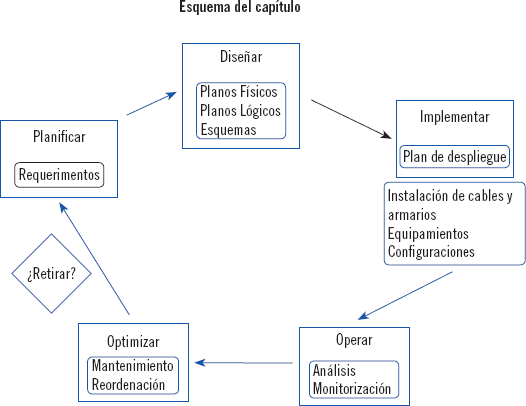 Esquema del capítulo
Diseñar
Planos Físicos
Planos Lógicos
Esquemas
Implementar
Plan de despliegue
Instalación de cables y
armarios
Equipamientos
Configuraciones
Operar
Análisis
Monitorización
Optimizar
Mantenimiento
Reordenación
¿Retirar?
Planificar
Requerimentos